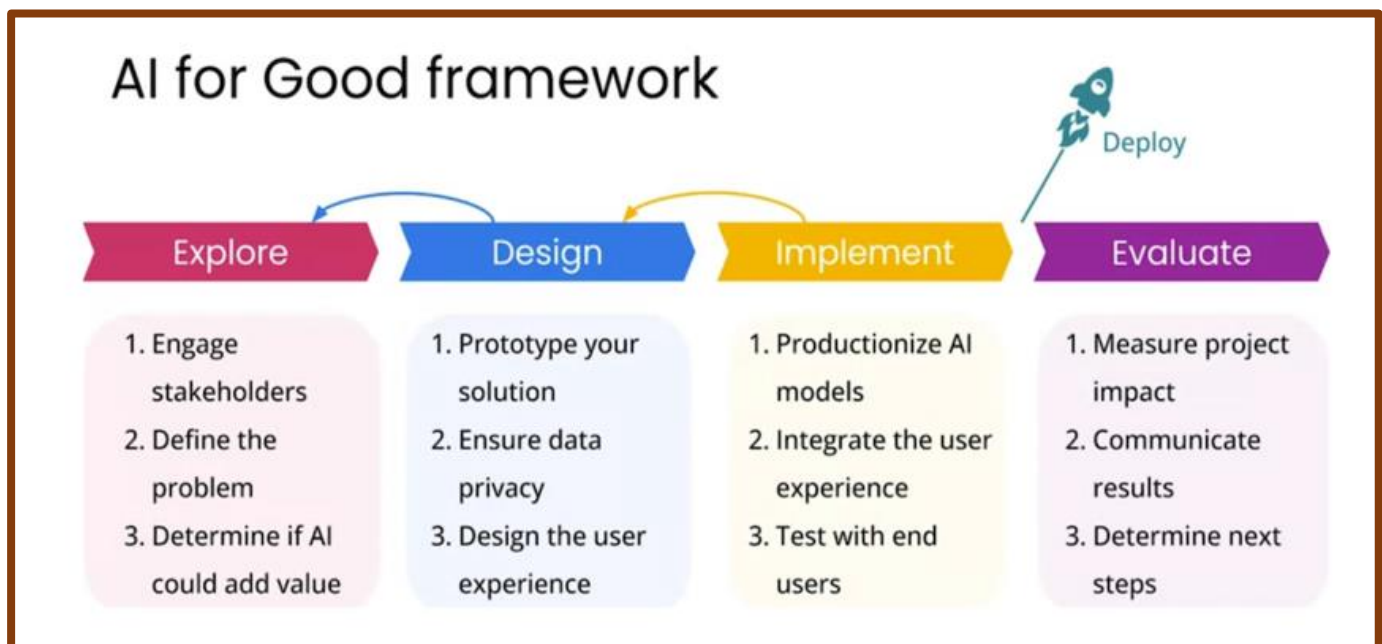 AI for Good framework
Deploy
Explore
Design
Implement
Evaluate
1. Engage
stakeholders
2. Define the
problem
3. Determine if AI
could add value
1. Prototype your
solution
2. Ensure data
privacy
3. Design the user
experience
1. Productionize AI
models
2. Integrate the user
experience
3. Test with end
users
1. Measure project
impact
2. Communicate
results
3. Determine next
steps